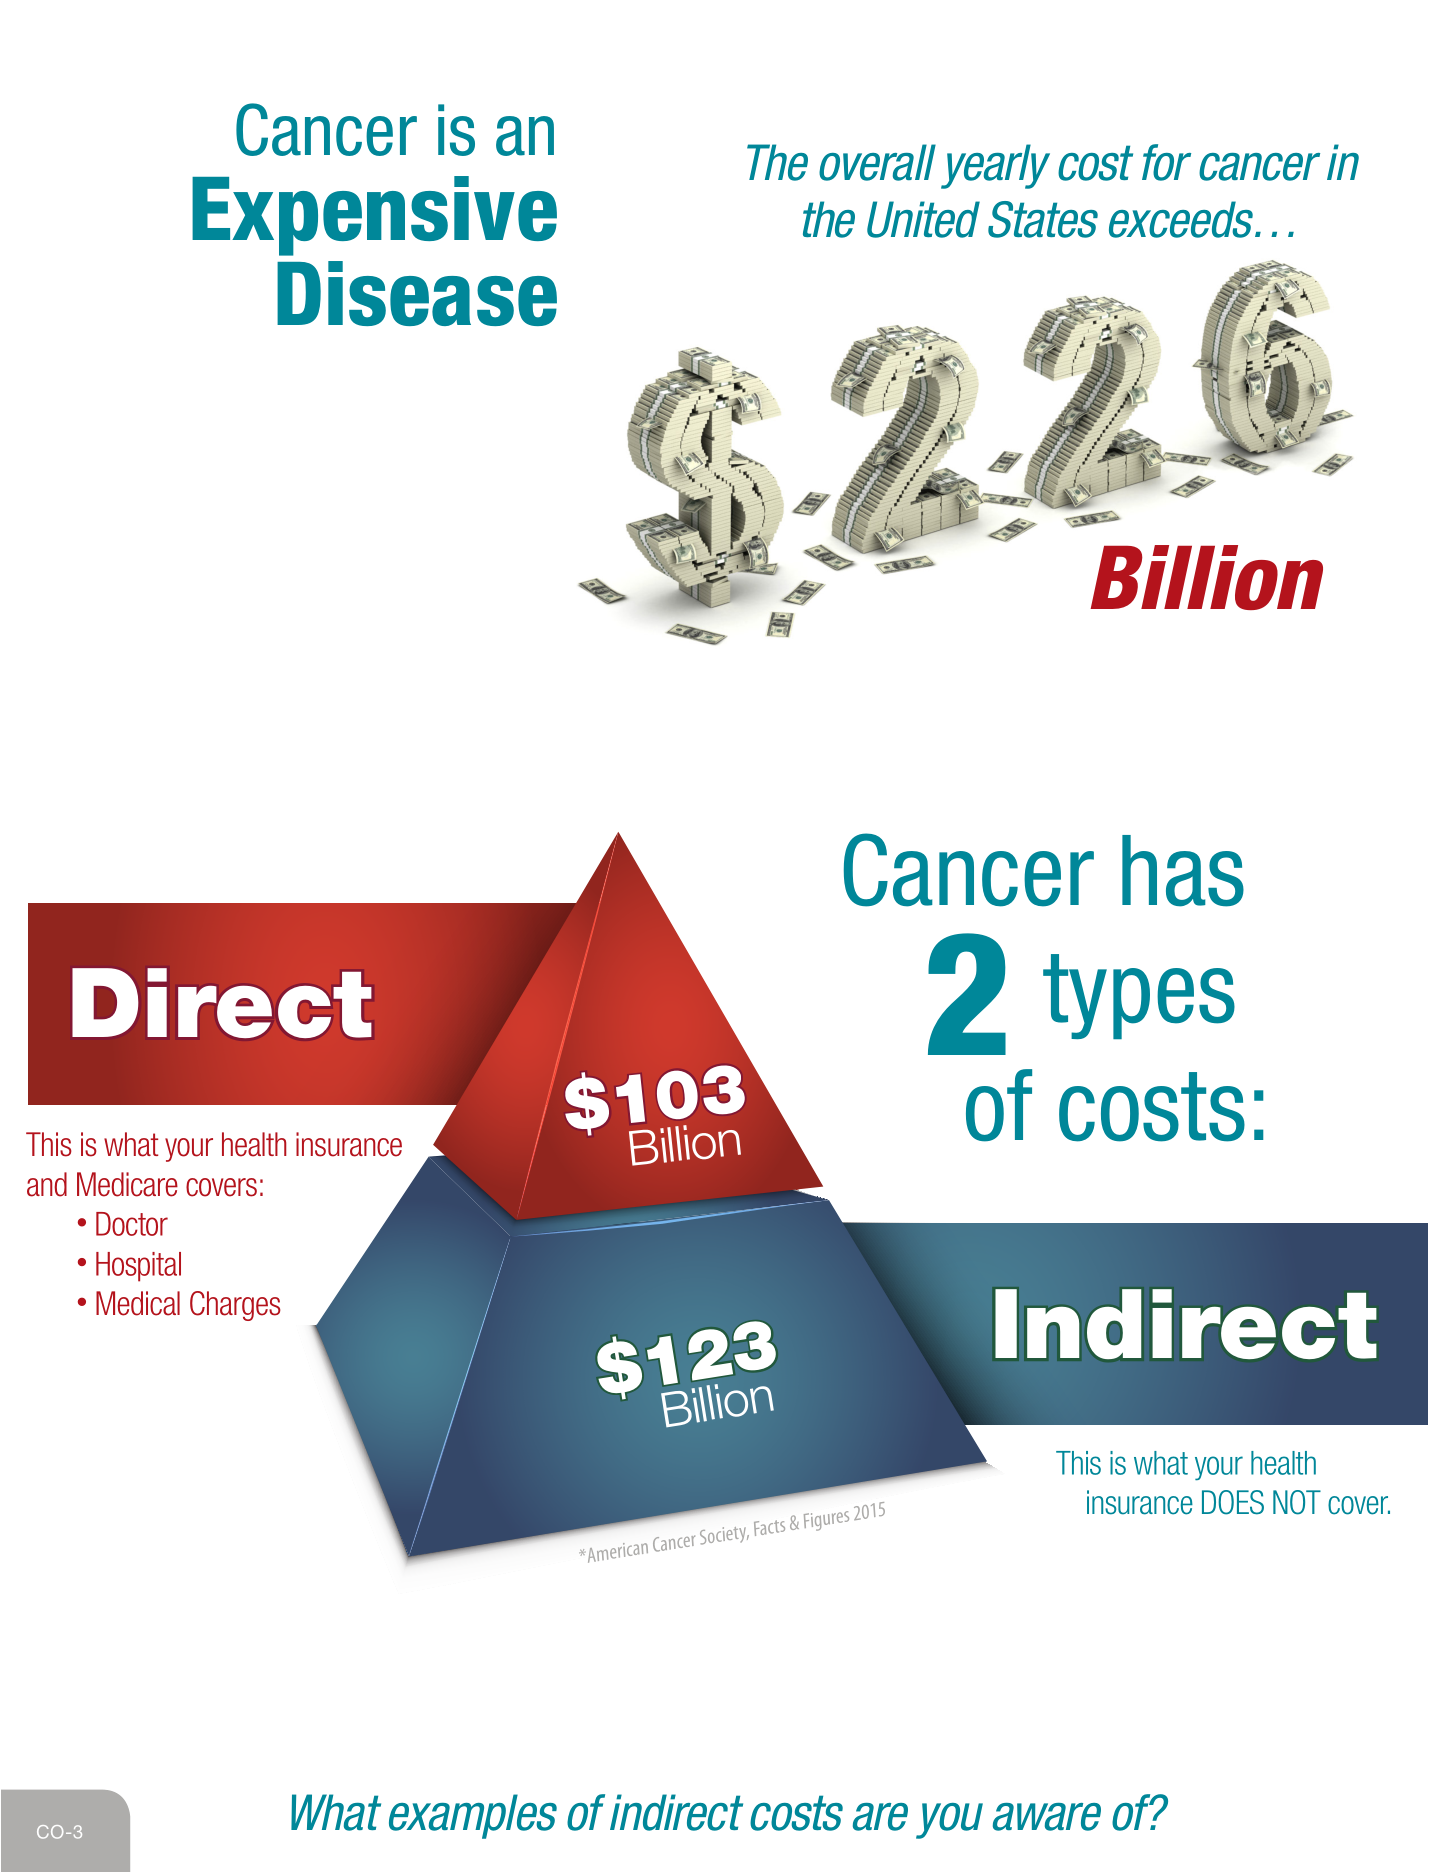 Cancer is an
Expensive
Disease
The overall yearly cost for cancer in
the United States exceeds...
$226
Billion
Cancer has
2 types
of costs:
Direct
$103
Billion
This is what your health insurance
and Medicare covers:
• Doctor
• Hospital
• Medical Charges
Indirect
$123
Billion
This is what your health
insurance DOES NOT cover.
*American Cancer Society, Facts & Figures 2015
What examples of indirect costs are you aware of?
CO-3